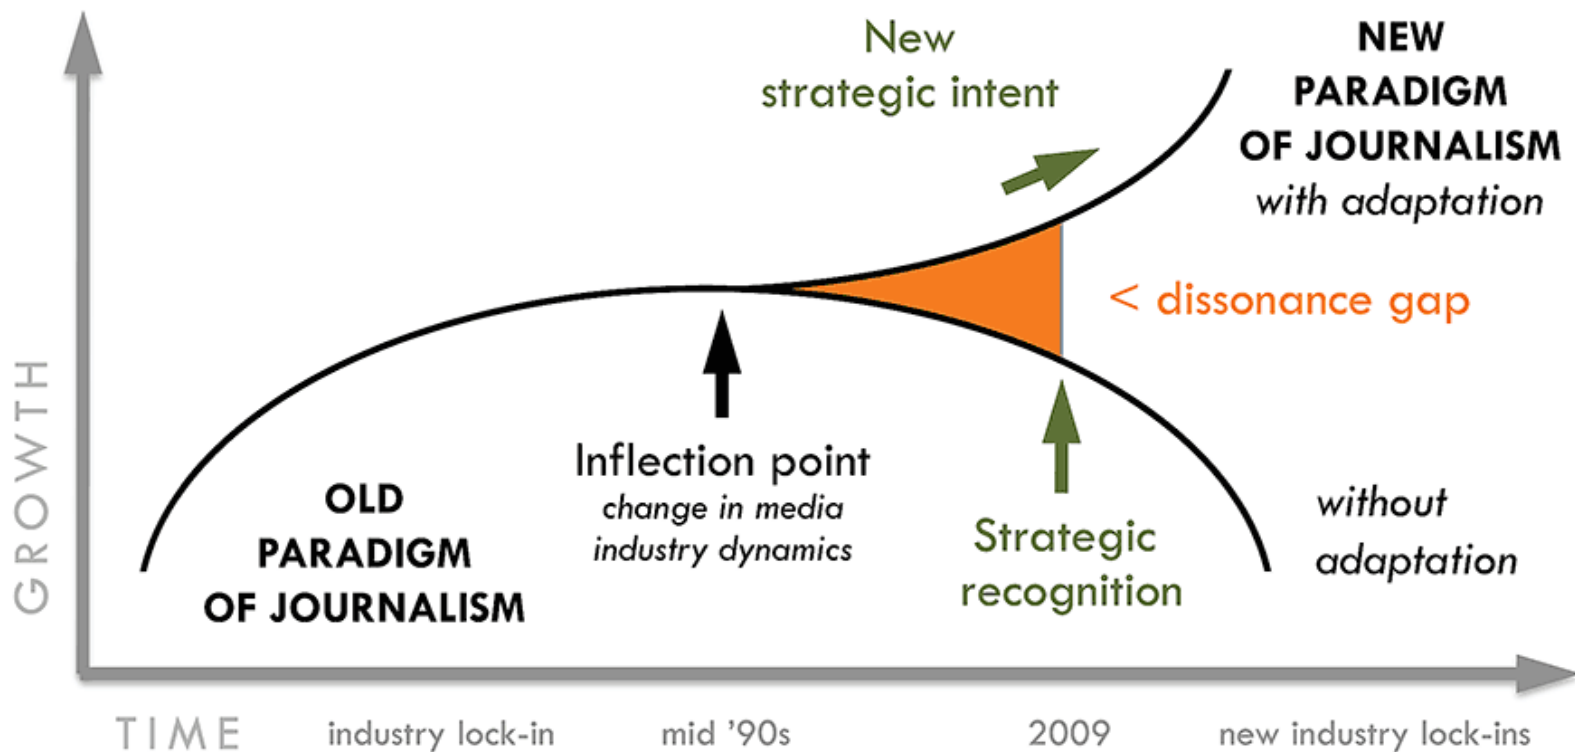 New
strategic intent
NEW
PARADIGM
OF JOURNALISM
with adaptation
< dissonance gap
GROWTH
OLD
PARADIGM
OF JOURNALISM
Inflection point
change in media
industry dynamics
Strategic
recognition
without
adaptation
TIME
industry lock-in
mid '90s
2009
new industry lock-ins